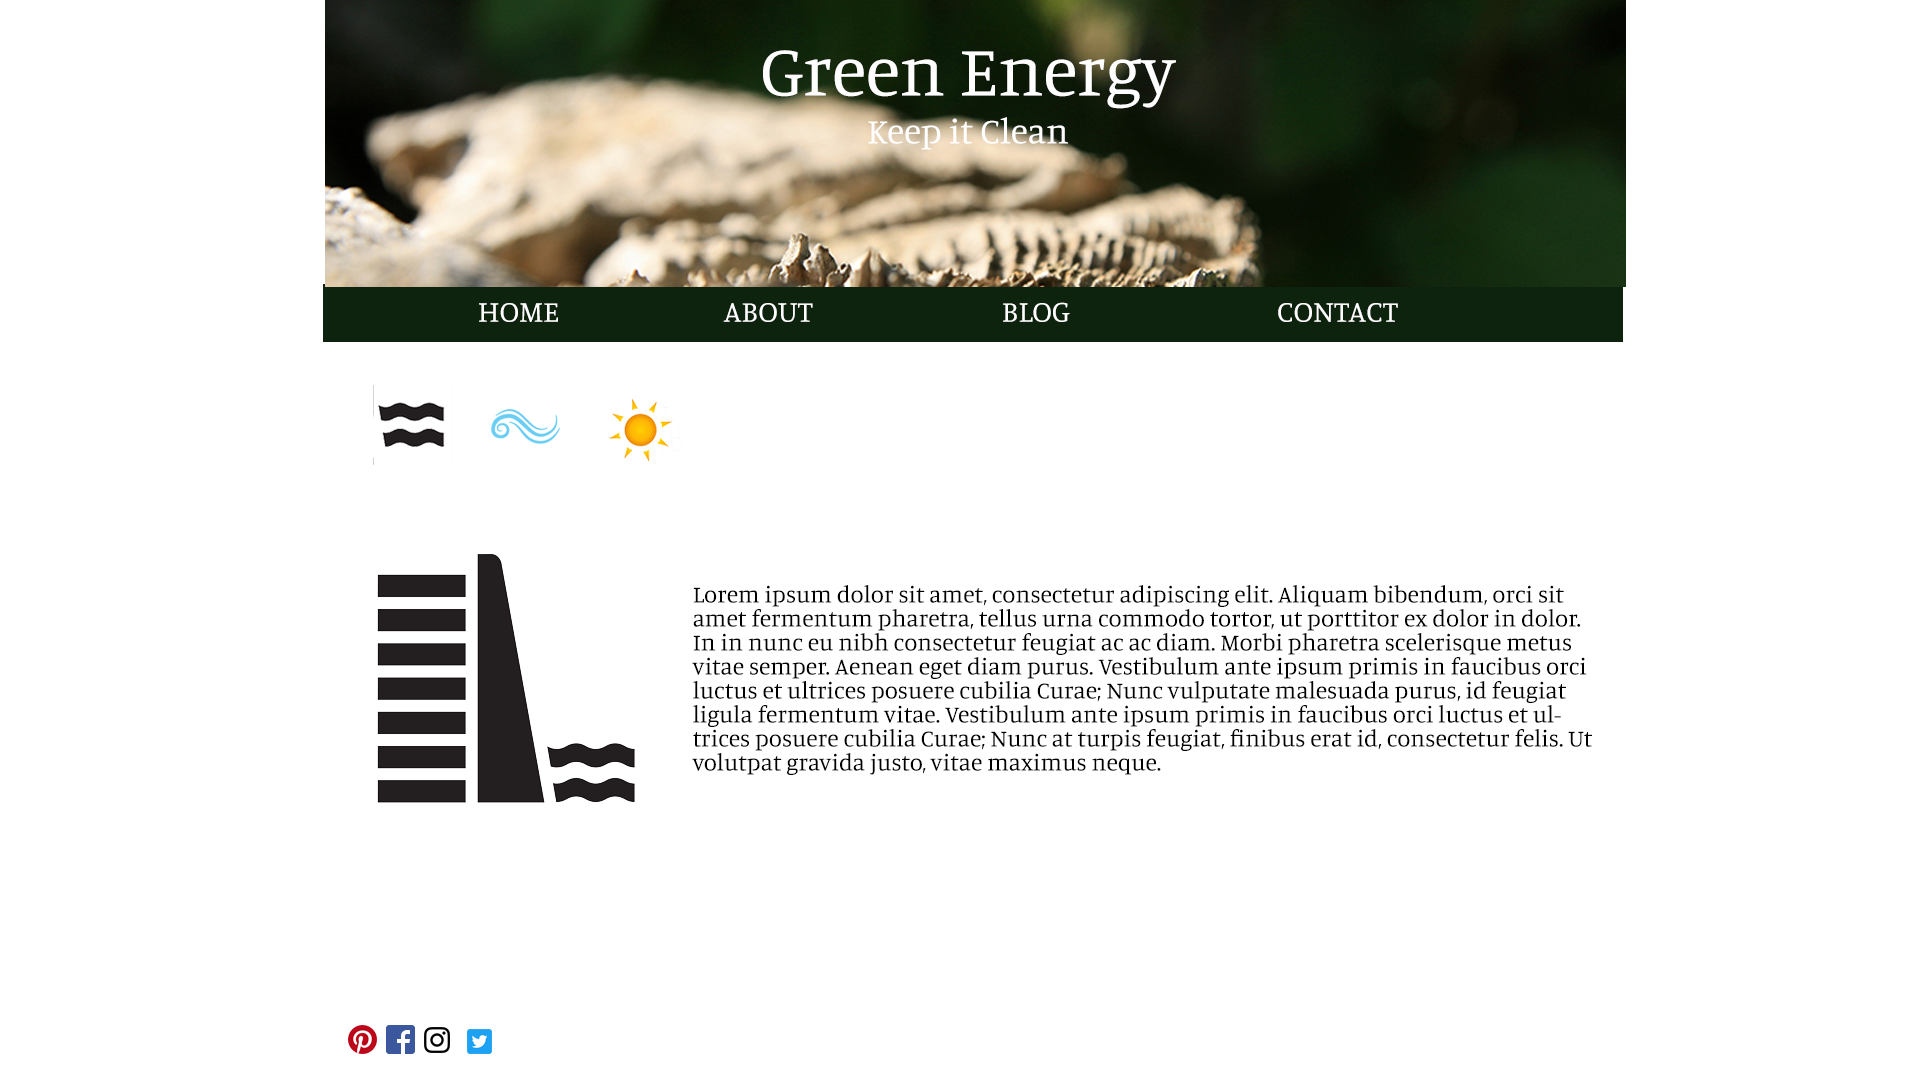 Green Energy
Keep it Clean
HOME ABOUT BLOG CONTACT
Lorem ipsum dolor sit amet, consectetur adipiscing elit. Aliquam bibendum, orci sit
amet fermentum pharetra, tellus urna commodo tortor, ut porttitor ex dolor in dolor.
In in nunc eu nibh consectetur feugiat ac ac diam. Morbi pharetra scelerisque metus
vitae semper. Aenean eget diam purus. Vestibulum ante ipsum primis in faucibus orci
luctus et ultrices posuere cubilia Curae; Nunc vulputate malesuada purus, id feugiat
ligula fermentum vitae. Vestibulum ante ipsum primis in faucibus orci luctus et ul-
trices posuere cubilia Curae; Nunc at turpis feugiat, finibus erat id, consectetur felis. Ut
volutpat gravida justo, vitae maximus neque.